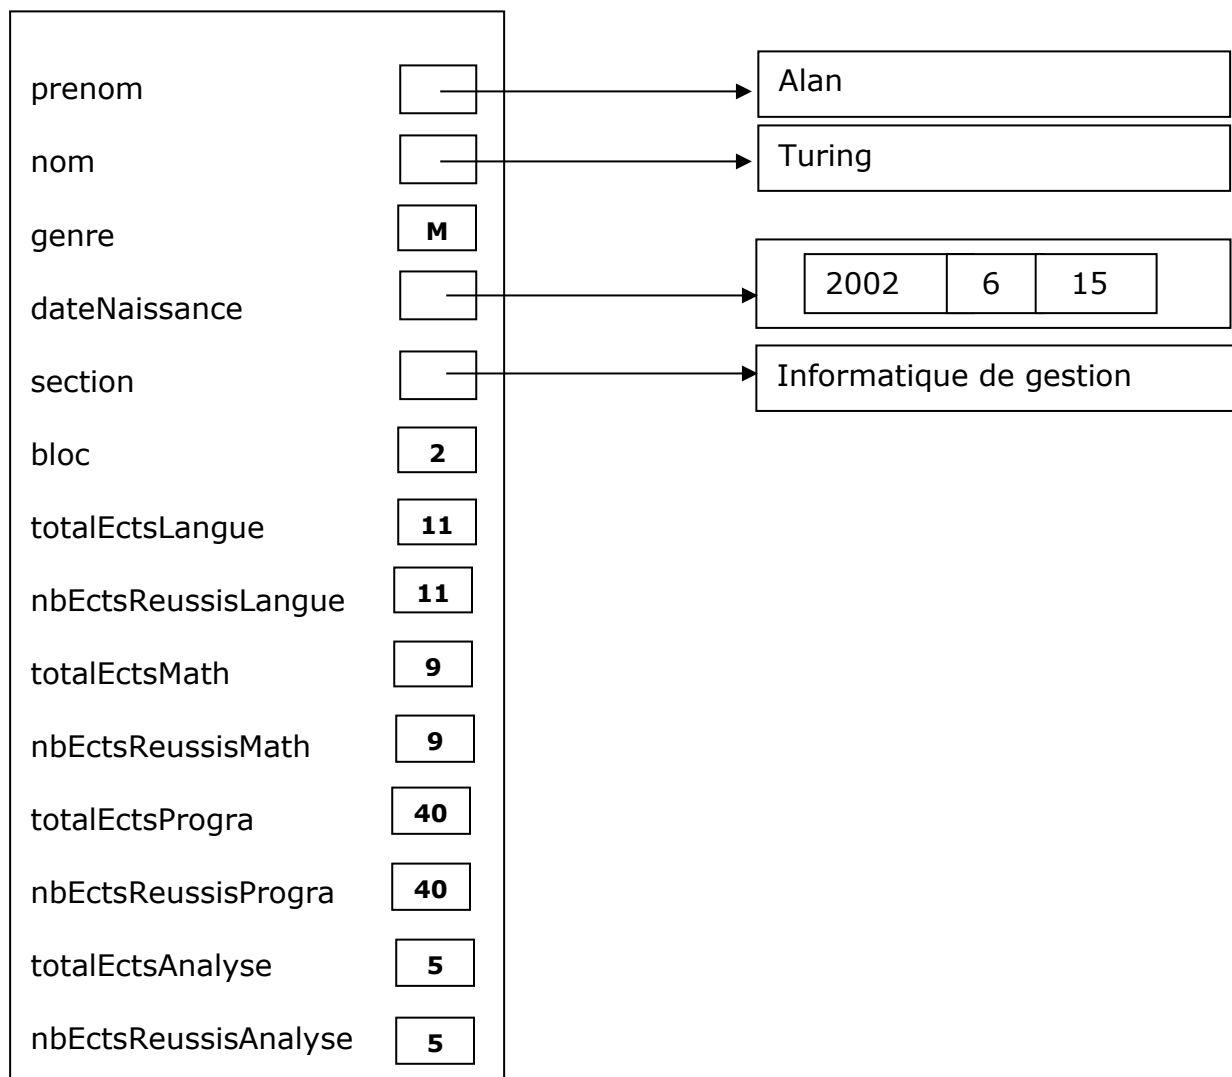 prenom Alan
nom Turing
genre M
dateNaissance 2002 6 15
section Informatique de gestion
bloc 2
totalEctsLangue 11
nbEctsReussisLangue 11
totalEctsMath 9
nbEctsReussisMath 9
totalEctsProgra 40
nbEctsReussisProgra 40
totalEctsAnalyse 5
nbEctsReussisAnalyse 5